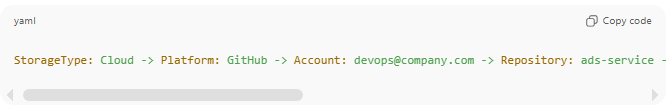 yaml
Copy code
StorageType: Cloud -> Platform: GitHub -> Account: devops@company.com -> Repository: ads-service -